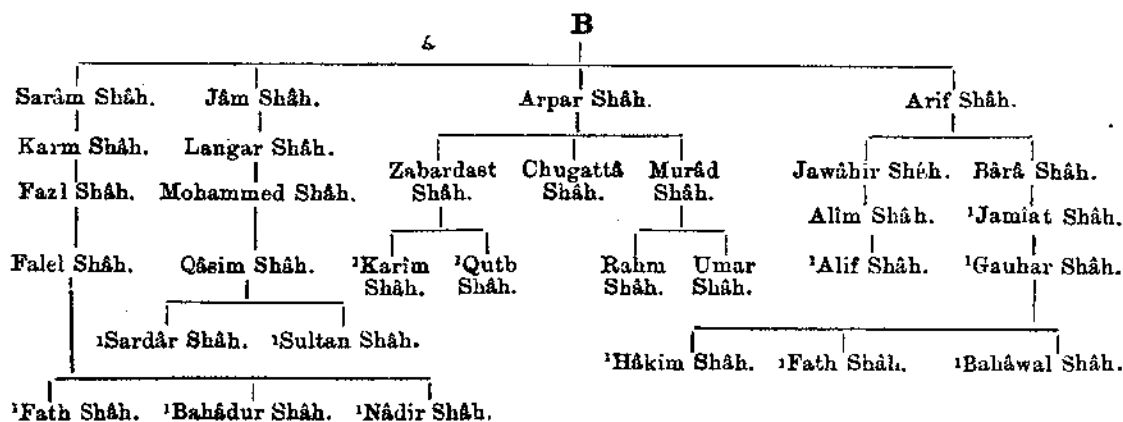 B
Sarâm Shâh. Jâm Shâh. Arpar Shâh. Arif Shâh.
Karm Shâh. Langar Shâh. Zabardast Shâh. Chugattâ Shâh. Murâd Shâh. Jawâhir Shéh. Bârâ Shâh.
Fazl Shâh. Mohammed Shâh. Alîm Shâh. ¹Jamîat Shâh.
Falel Shâh. Qâsim Shâh. ¹Karîm Shâh. ¹Qutb Shâh. Rahm Shâh. Umar Shâh. ¹Alif Shâh. ¹Gauhar Shâh.
¹Sardâr Shâh. ¹Sultan Shâh. ¹Hâkim Shâh. ¹Fath Shâh. ¹Bahâwal Shâh.
¹Fath Shâh. ¹Bahâdur Shâh. ¹Nâdir Shâh.